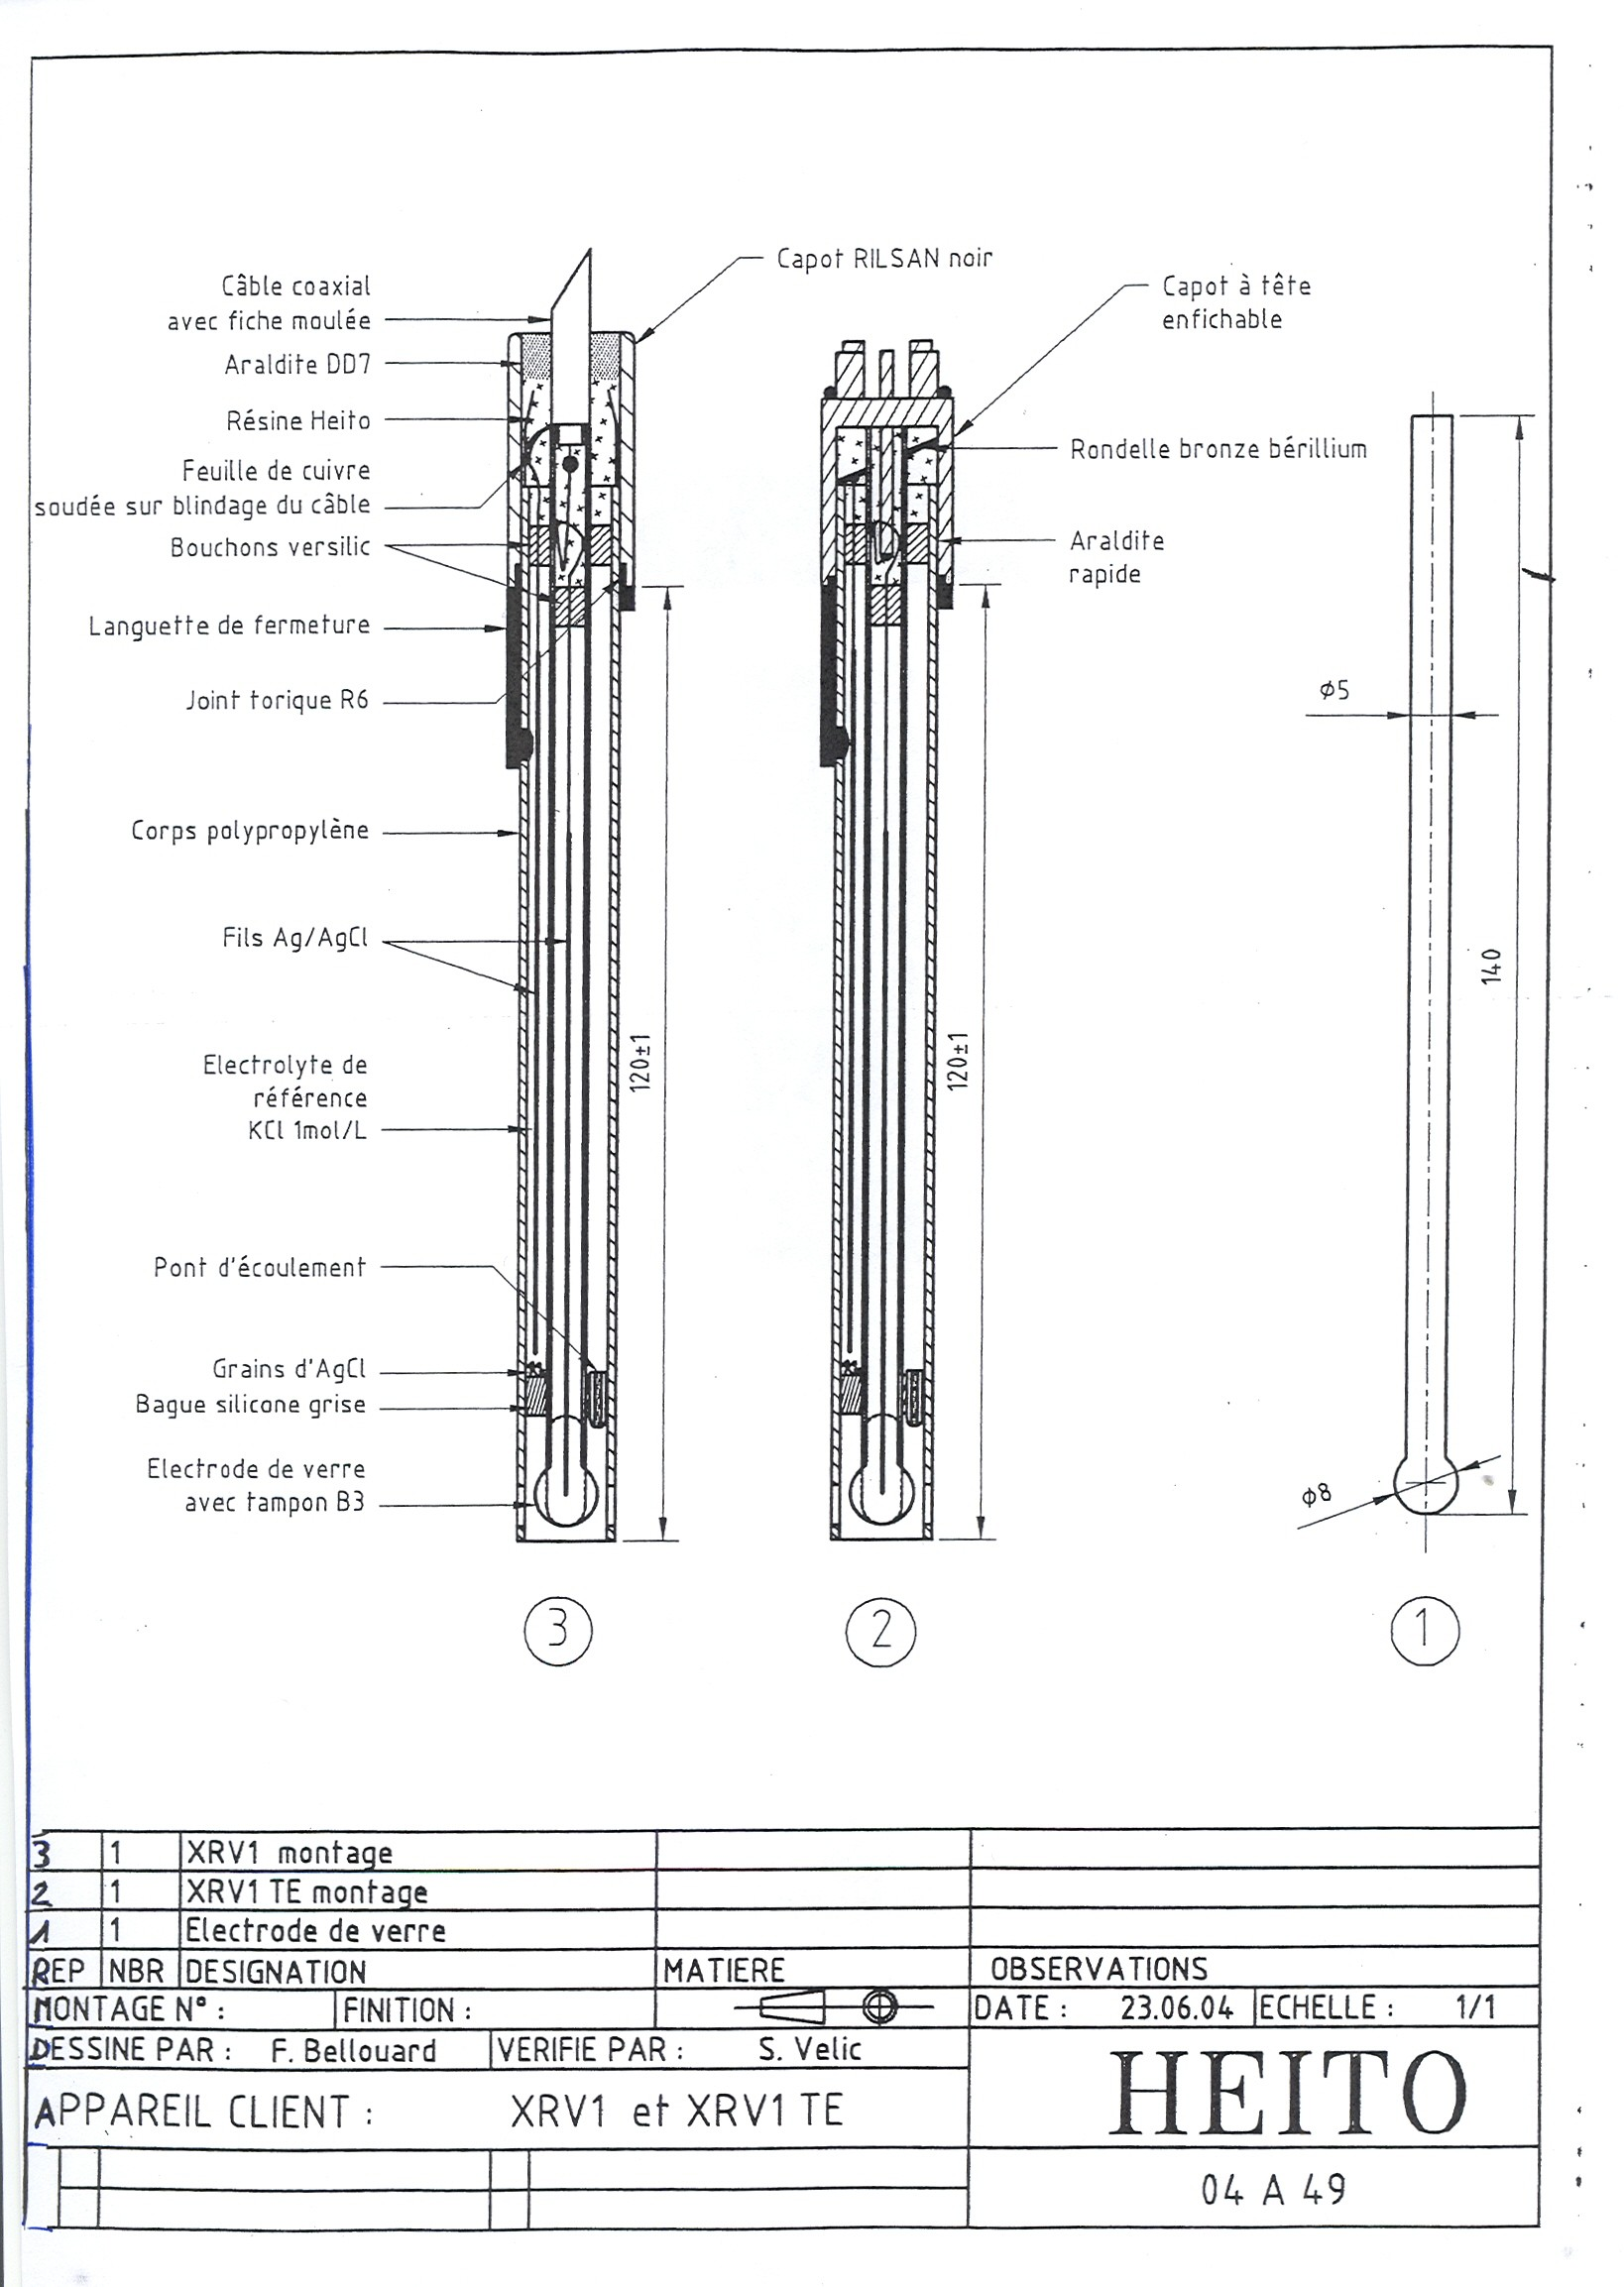 Câble coaxial
avec fiche moulée
Araldite DD7
Résine Heito
Feuille de cuivre
soudée sur blindage du câble
Bouchons versilic
Languette de fermeture
Joint torique R6
Corps polypropylène
Fils Ag/AgCl
Electrolyte de
référence
KCl 1mol/L
Pont d'écoulement
Grains d'AgCl
Bague silicone grise
Electrode de verre
avec tampon B3
Capot RILSAN noir
Capot à tête
enfichable
Rondelle bronze bérillium
Araldite
rapide
120±1
120±1
ϕ5
140
ϕ8
3
2
1
3 1 XRV1 montage
2 1 XRV1 TE montage
1 1 Electrode de verre
REP NBR DESIGNATION MATIERE OBSERVATIONS
MONTAGE N° : FINITION : DATE : 23.06.04 ECHELLE : 1/1
DESSINE PAR : F. Bellouard VERIFIE PAR : S. Velic
APPAREIL CLIENT : XRV1 et XRV1 TE
HEITO
04 A 49